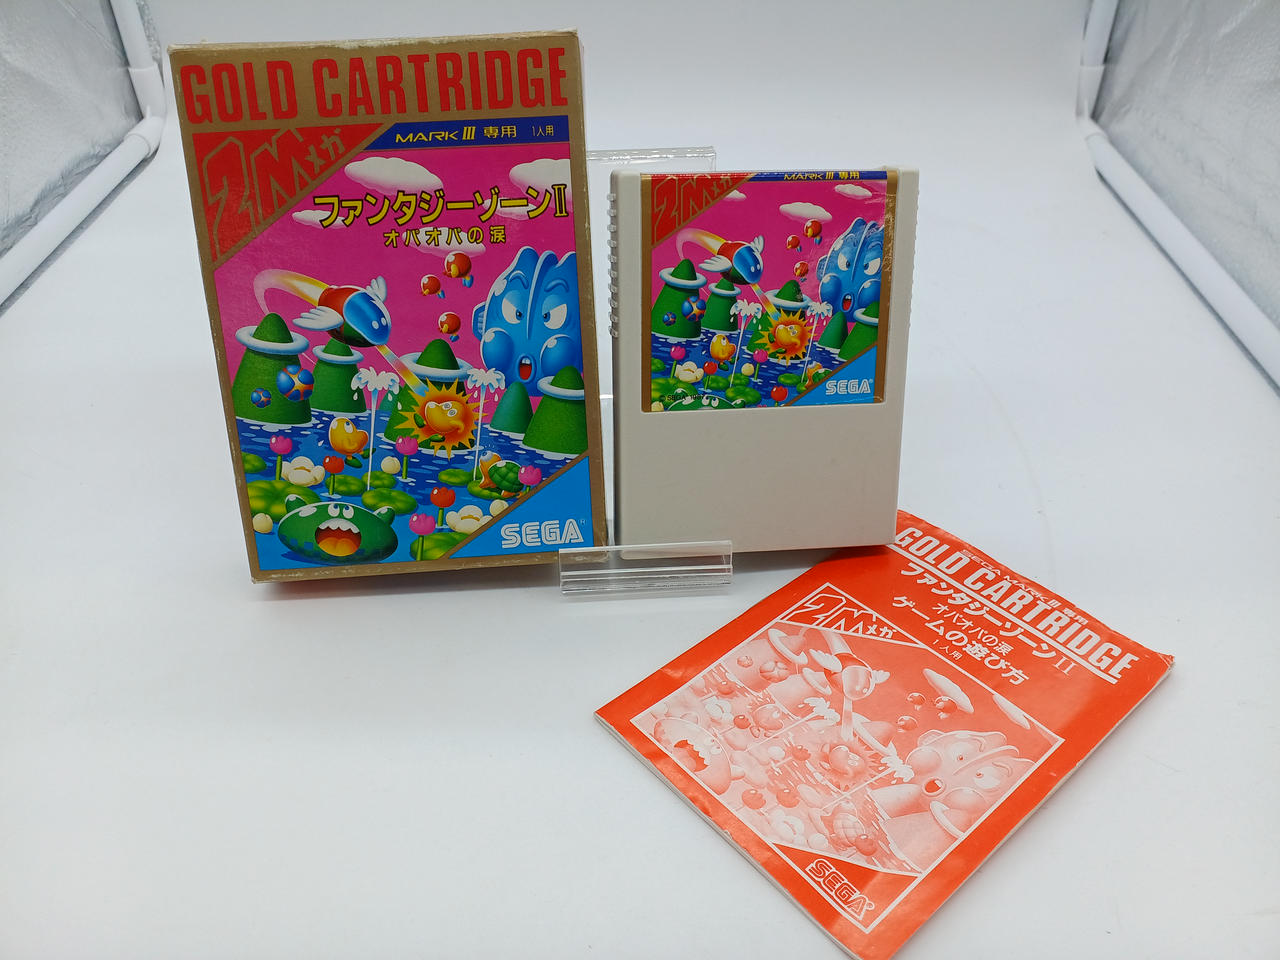 GOLD CARTRIDGE
2Mメガ
MARK III 専用 1人用
ファンタジーゾーンII
オパオパの涙
SEGA®
2Mメガ
MARK III 専用
SEGA®
© SEGA 1987
SEGA MARK III 専用
GOLD CARTRIDGE
ファンタジーゾーンII
オパオパの涙
ゲームの遊び方
1人用
2Mメガ
SEGA®